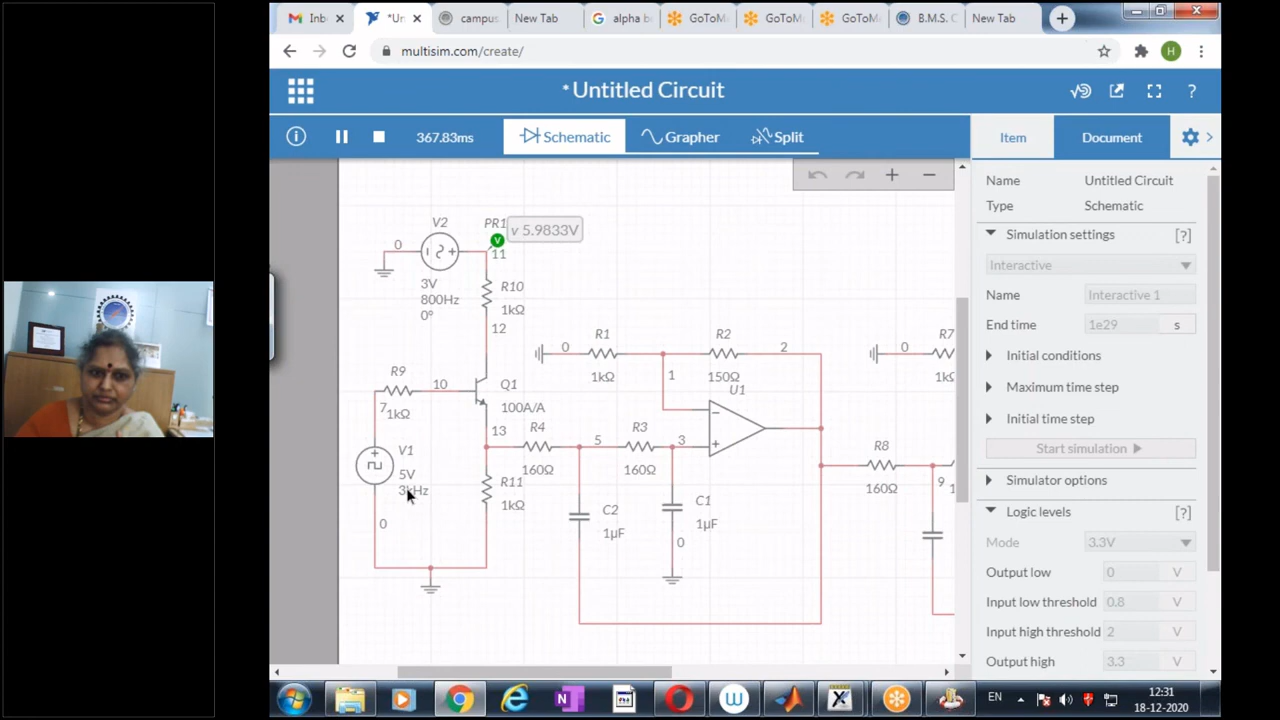 Inb
*Un
campus
New Tab
alpha b
GoToM
GoToM
GoToM
B.M.S. C
New Tab
multisim.com/create/
H
*Untitled Circuit
?
367.83ms
Schematic
Grapher
Split
Item
Document
Name Untitled Circuit
Type Schematic
Simulation settings [?]
Interactive
Name Interactive 1
End time 1e29 s
Initial conditions
Maximum time step
Initial time step
Start simulation
Simulator options
Logic levels [?]
Mode 3.3V
Output low 0 V
Input low threshold 0.8 V
Input high threshold 2 V
Output high 3.3 V
V2
PR1
V
v 5.9833V
0
11
3V
800Hz
0°
R10
1kΩ
12
R1
0
1kΩ
R2
2
150Ω
1
U1
R7
0
R9
10
7
1kΩ
Q1
100A/A
13
V1
5V
3kHz
0
R4
160Ω
5
R3
160Ω
3
R11
1kΩ
C2
1μF
C1
1μF
0
R8
160Ω
9
EN
12:31
18-12-2020